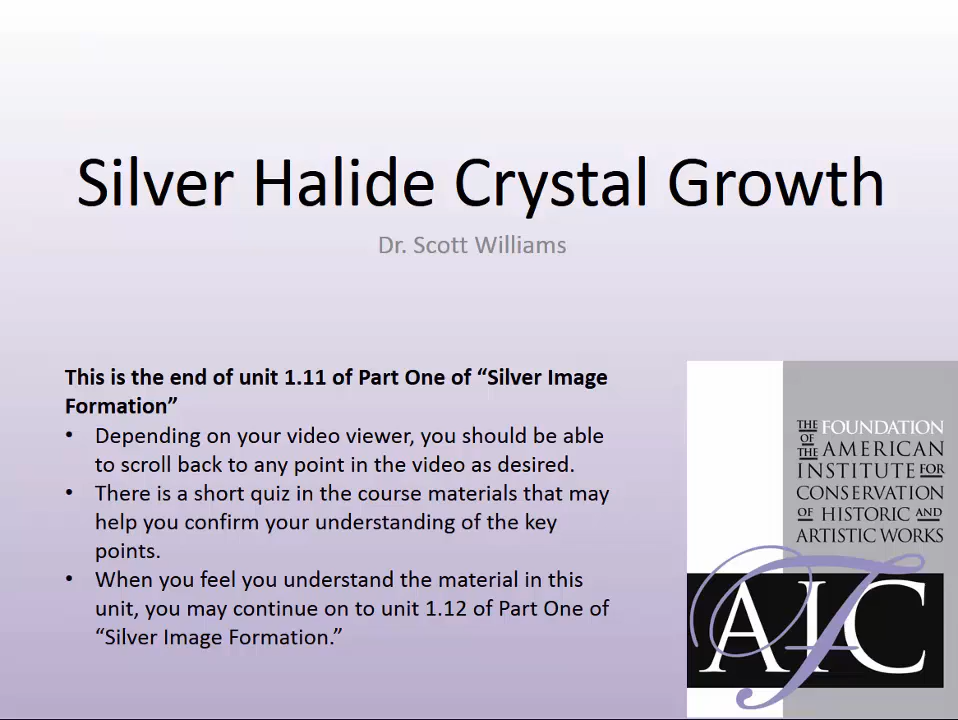 Silver Halide Crystal Growth
Dr. Scott Williams
This is the end of unit 1.11 of Part One of “Silver Image
Formation”
• Depending on your video viewer, you should be able
to scroll back to any point in the video as desired.
• There is a short quiz in the course materials that may
help you confirm your understanding of the key
points.
• When you feel you understand the material in this
unit, you may continue on to unit 1.12 of Part One of
“Silver Image Formation.”
THE FOUNDATION
OF
THE AMERICAN
INSTITUTE FOR
CONSERVATION
OF HISTORIC AND
ARTISTIC WORKS
F
AIC